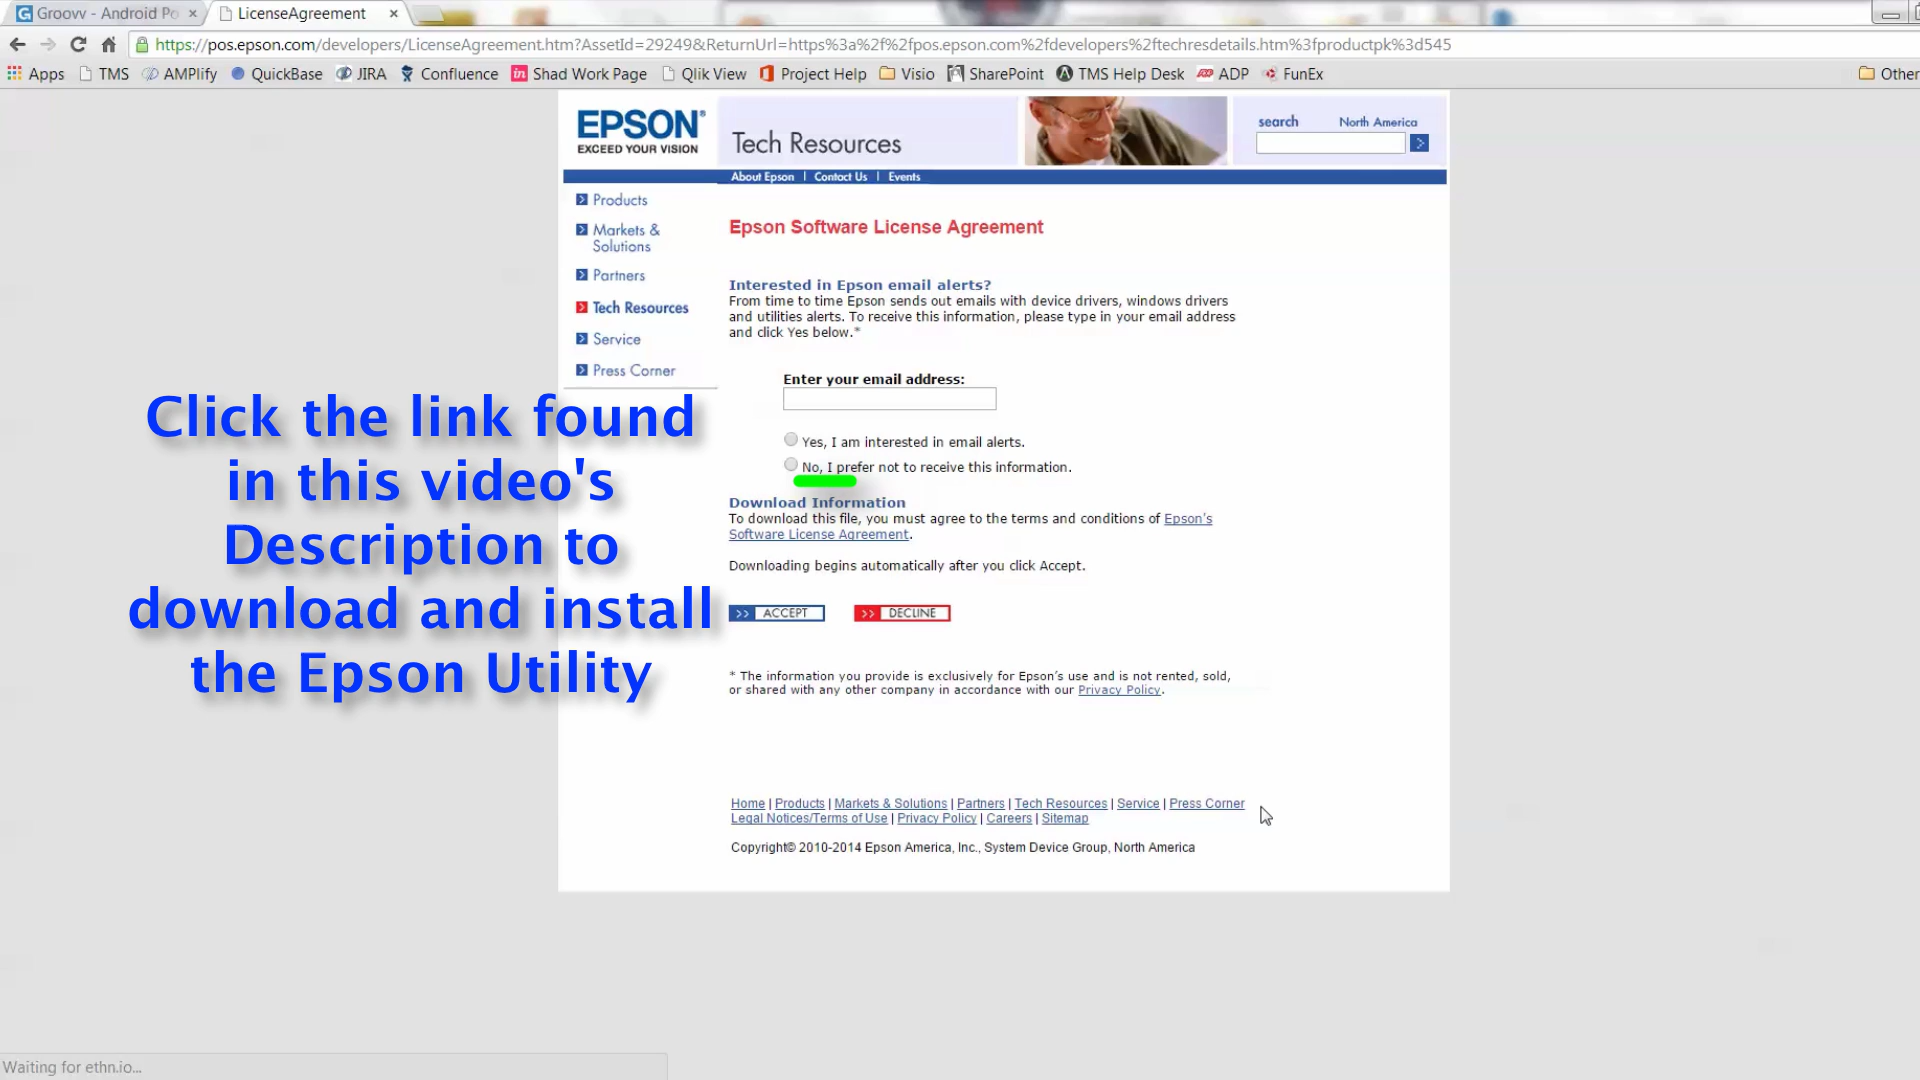 Groovv - Android Po
LicenseAgreement
https://pos.epson.com/developers/LicenseAgreement.htm?AssetId=29249&ReturnUrl=https%3a%2f%2fpos.epson.com%2fdevelopers%2ftechresdetails.htm%3fproductpk%3d545
Apps TMS AMPlify QuickBase JIRA Confluence in Shad Work Page Qlik View Project Help Visio SharePoint TMS Help Desk ADP FunEx Other
EPSON®
EXCEED YOUR VISION
Tech Resources
search North America
About Epson | Contact Us | Events
Products
Markets &
Solutions
Partners
Tech Resources
Service
Press Corner
Epson Software License Agreement
Interested in Epson email alerts?
From time to time Epson sends out emails with device drivers, windows drivers
and utilities alerts. To receive this information, please type in your email address
and click Yes below.*
Enter your email address:
Yes, I am interested in email alerts.
No, I prefer not to receive this information.
Download Information
To download this file, you must agree to the terms and conditions of Epson's
Software License Agreement.
Downloading begins automatically after you click Accept.
>> ACCEPT >> DECLINE
* The information you provide is exclusively for Epson's use and is not rented, sold,
or shared with any other company in accordance with our Privacy Policy.
Home | Products | Markets & Solutions | Partners | Tech Resources | Service | Press Corner
Legal Notices/Terms of Use | Privacy Policy | Careers | Sitemap
Copyright© 2010-2014 Epson America, Inc., System Device Group, North America
Click the link found
in this video's
Description to
download and install
the Epson Utility
Waiting for ethn.io...